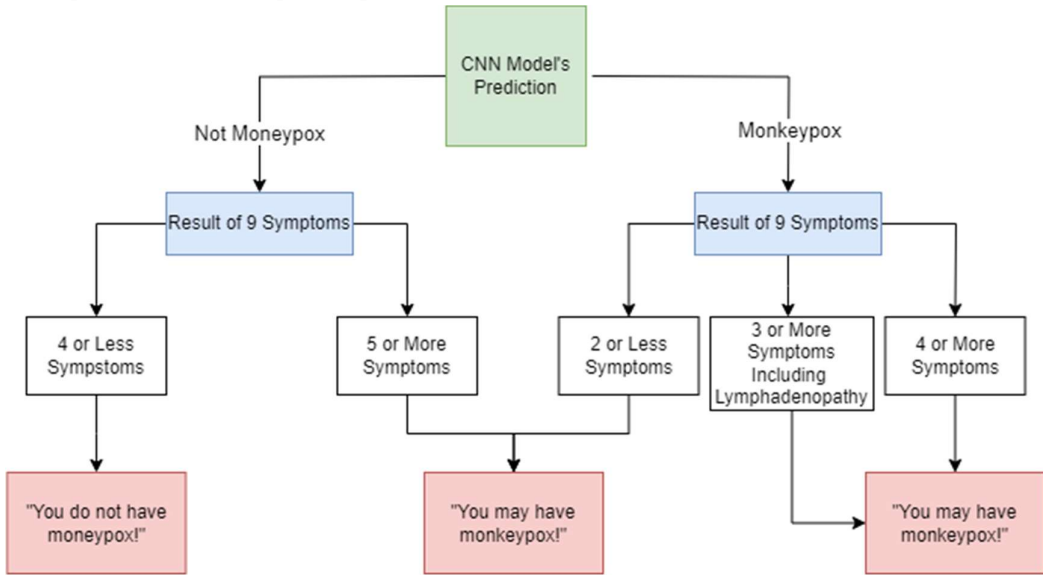 CNN Model's
Prediction
Not Moneypox
Monkeypox
Result of 9 Symptoms
Result of 9 Symptoms
4 or Less
Sympstoms
5 or More
Symptoms
2 or Less
Symptoms
3 or More
Symptoms
Including
Lymphadenopathy
4 or More
Symptoms
"You do not have
moneypox!"
"You may have
monkeypox!"
"You may have
monkeypox!"